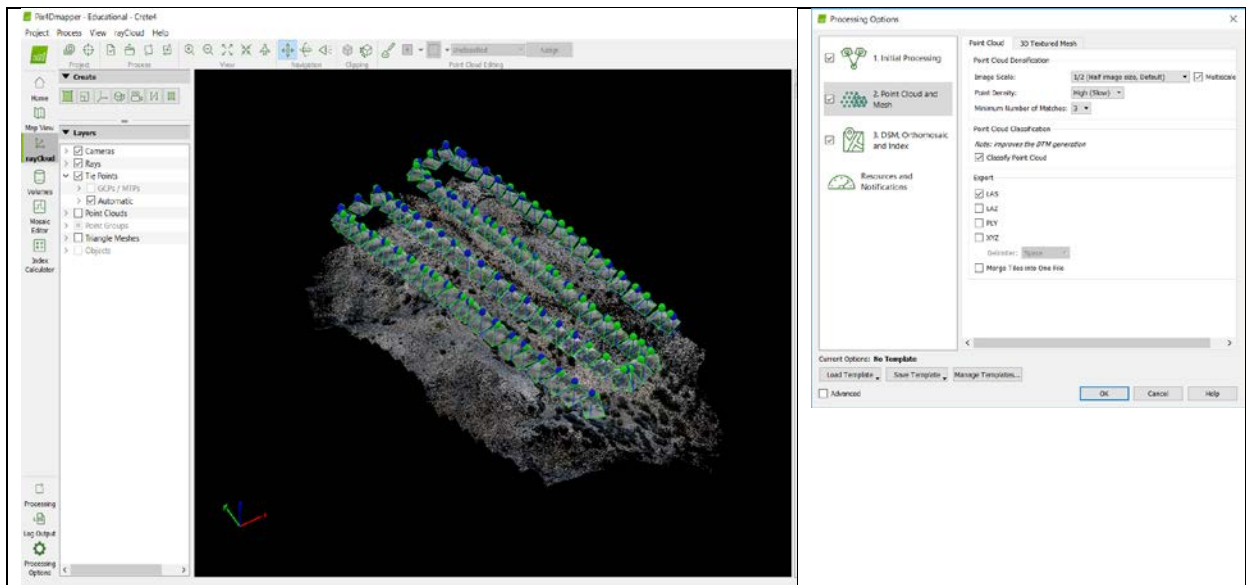 Pix4Dmapper - Educational - Crete4
Project Process View rayCloud Help
Project Process View Navigation Clipping Point Cloud Editing
Unclassified
Assign
Home
Map View
rayCloud
Volumes
Mosaic
Editor
Index
Calculator
Processing
Log Output
Processing
Options
Create
Layers
Cameras
Rays
Tie Points
GCPs / MTPs
Automatic
Point Clouds
Point Groups
Triangle Meshes
Objects
Processing Options
1. Initial Processing
2. Point Cloud and
Mesh
3. DSM, Orthomosaic
and Index
Resources and
Notifications
Point Cloud 3D Textured Mesh
Point Cloud Densification
Image Scale: 1/2 (Half image size, Default) Multiscale
Point Density: High (Slow)
Minimum Number of Matches: 3
Point Cloud Classification
Note: improves the DTM generation
Classify Point Cloud
Export
LAS
LAZ
PLY
XYZ
Delimiter: Space
Merge Tiles into One File
Current Options: No Template
Load Template Save Template Manage Templates...
Advanced
OK Cancel Help